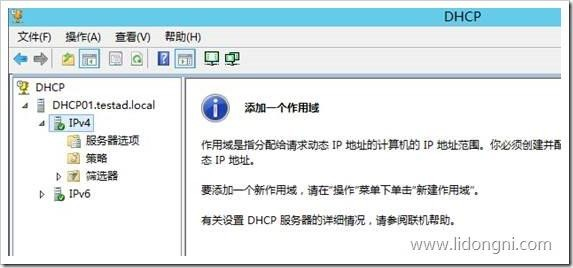 DHCP
文件(F) 操作(A) 查看(V) 帮助(H)
DHCP
DHCP01.testad.local
IPv4
服务器选项
策略
筛选器
IPv6
添加一个作用域
作用域是指分配给请求动态 IP 地址的计算机的 IP 地址范围。你必须创建并配
态 IP 地址。
要添加一个新作用域，请在"操作"菜单下单击"新建作用域"。
有关设置 DHCP 服务器的详细情况，请参阅联机帮助。
www.lidongni.com